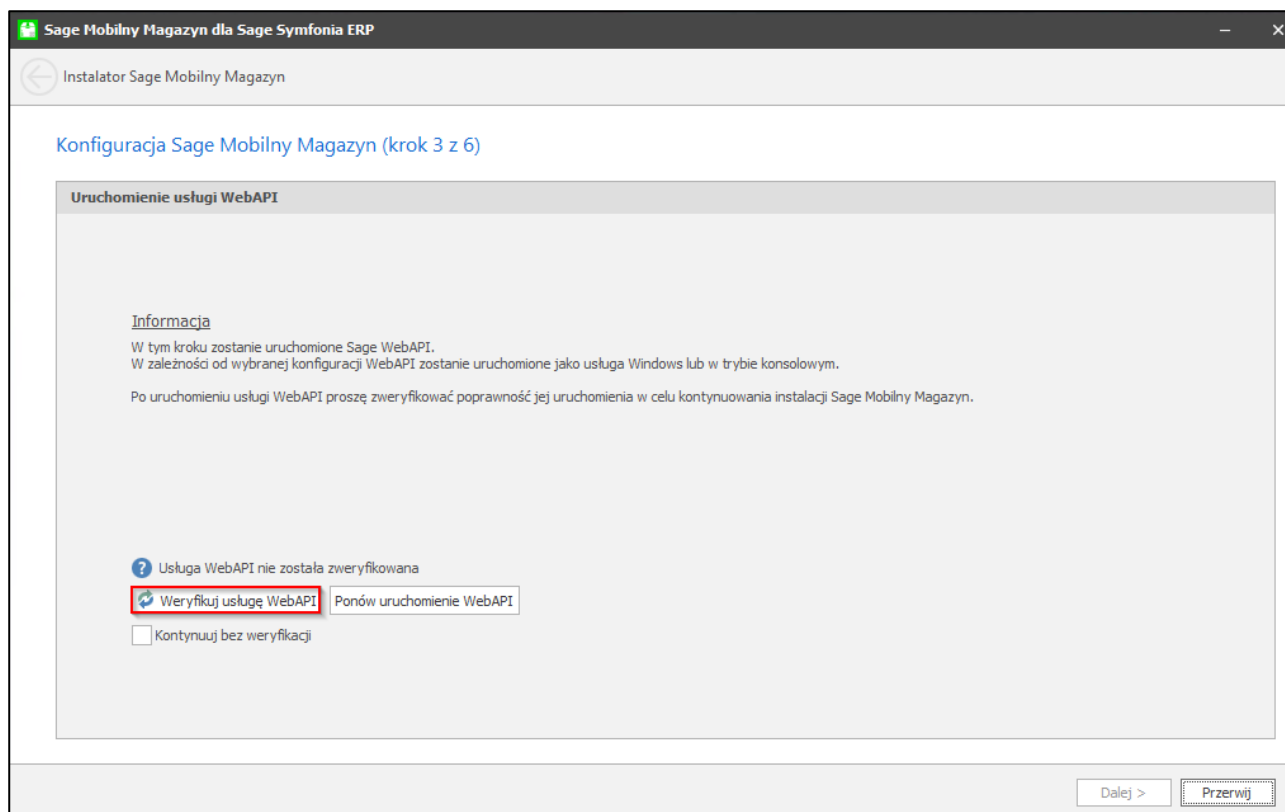 Sage Mobilny Magazyn dla Sage Symfonia ERP
Instalator Sage Mobilny Magazyn
Konfiguracja Sage Mobilny Magazyn (krok 3 z 6)
Uruchomienie usługi WebAPI
Informacja
W tym kroku zostanie uruchomione Sage WebAPI.
W zależności od wybranej konfiguracji WebAPI zostanie uruchomione jako usługa Windows lub w trybie konsolowym.
Po uruchomieniu usługi WebAPI proszę zweryfikować poprawność jej uruchomienia w celu kontynuowania instalacji Sage Mobilny Magazyn.
Usługa WebAPI nie została zweryfikowana
Weryfikuj usługę WebAPI Ponów uruchomienie WebAPI
Kontynuuj bez weryfikacji
Dalej > Przerwij